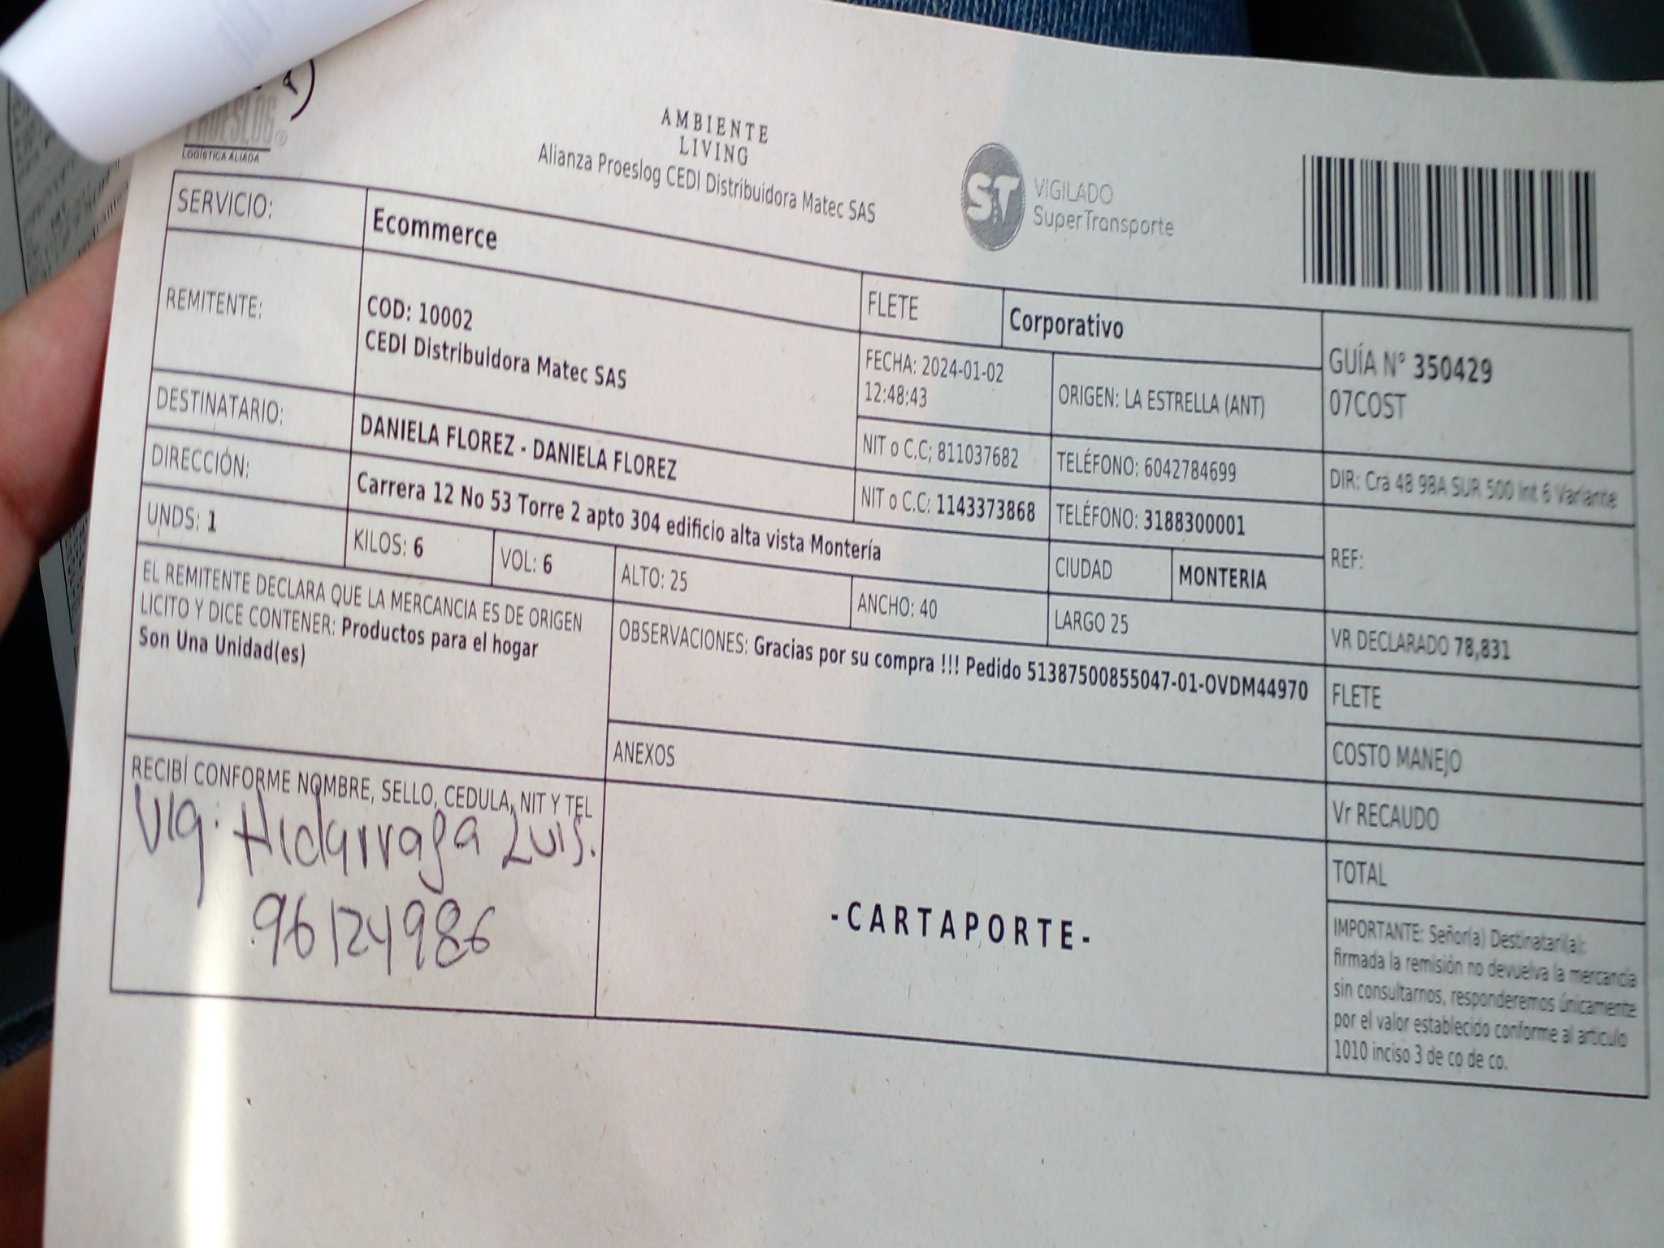 PROESLOG®
LOGÍSTICA ALIADA
AMBIENTE
LIVING
Alianza Proeslog CEDI Distribuidora Matec SAS
ST VIGILADO
SuperTransporte
SERVICIO: Ecommerce
FLETE Corporativo
GUÍA N° 350429
07COST
REMITENTE: COD: 10002
CEDI Distribuidora Matec SAS
FECHA: 2024-01-02
12:48:43
ORIGEN: LA ESTRELLA (ANT)
NIT o C.C; 811037682
TELÉFONO: 6042784699
DIR: Cra 48 98A SUR 500 Int 6 Variante
DESTINATARIO: DANIELA FLOREZ - DANIELA FLOREZ
NIT o C.C: 1143373868
TELÉFONO: 3188300001
REF:
DIRECCIÓN: Carrera 12 No 53 Torre 2 apto 304 edificio alta vista Montería
CIUDAD MONTERIA
UNDS: 1
KILOS: 6
VOL: 6
ALTO: 25
ANCHO: 40
LARGO 25
VR DECLARADO 78,831
EL REMITENTE DECLARA QUE LA MERCANCIA ES DE ORIGEN
LICITO Y DICE CONTENER: Productos para el hogar
Son Una Unidad(es)
OBSERVACIONES: Gracias por su compra !!! Pedido 51387500855047-01-OVDM44970
FLETE
COSTO MANEJO
ANEXOS
Vr RECAUDO
TOTAL
RECIBÍ CONFORME NOMBRE, SELLO, CEDULA, NIT Y TEL
Vig: Hidarraga Luis.
96124986
-CARTAPORTE-
IMPORTANTE: Señor(a) Destinatari(a):
firmada la remisión no devuelva la mercancia
sin consultarnos, responderemos únicamente
por el valor establecido conforme al articulo
1010 inciso 3 de co de co.